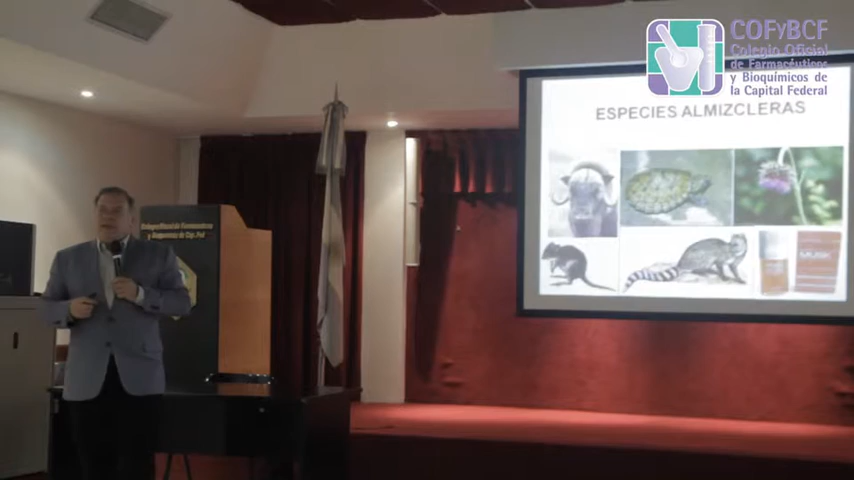 COFyBCF
Colegio Oficial
de Farmacéuticos
y Bioquímicos de
la Capital Federal
ESPECIES ALMIZCLERAS
MUSK